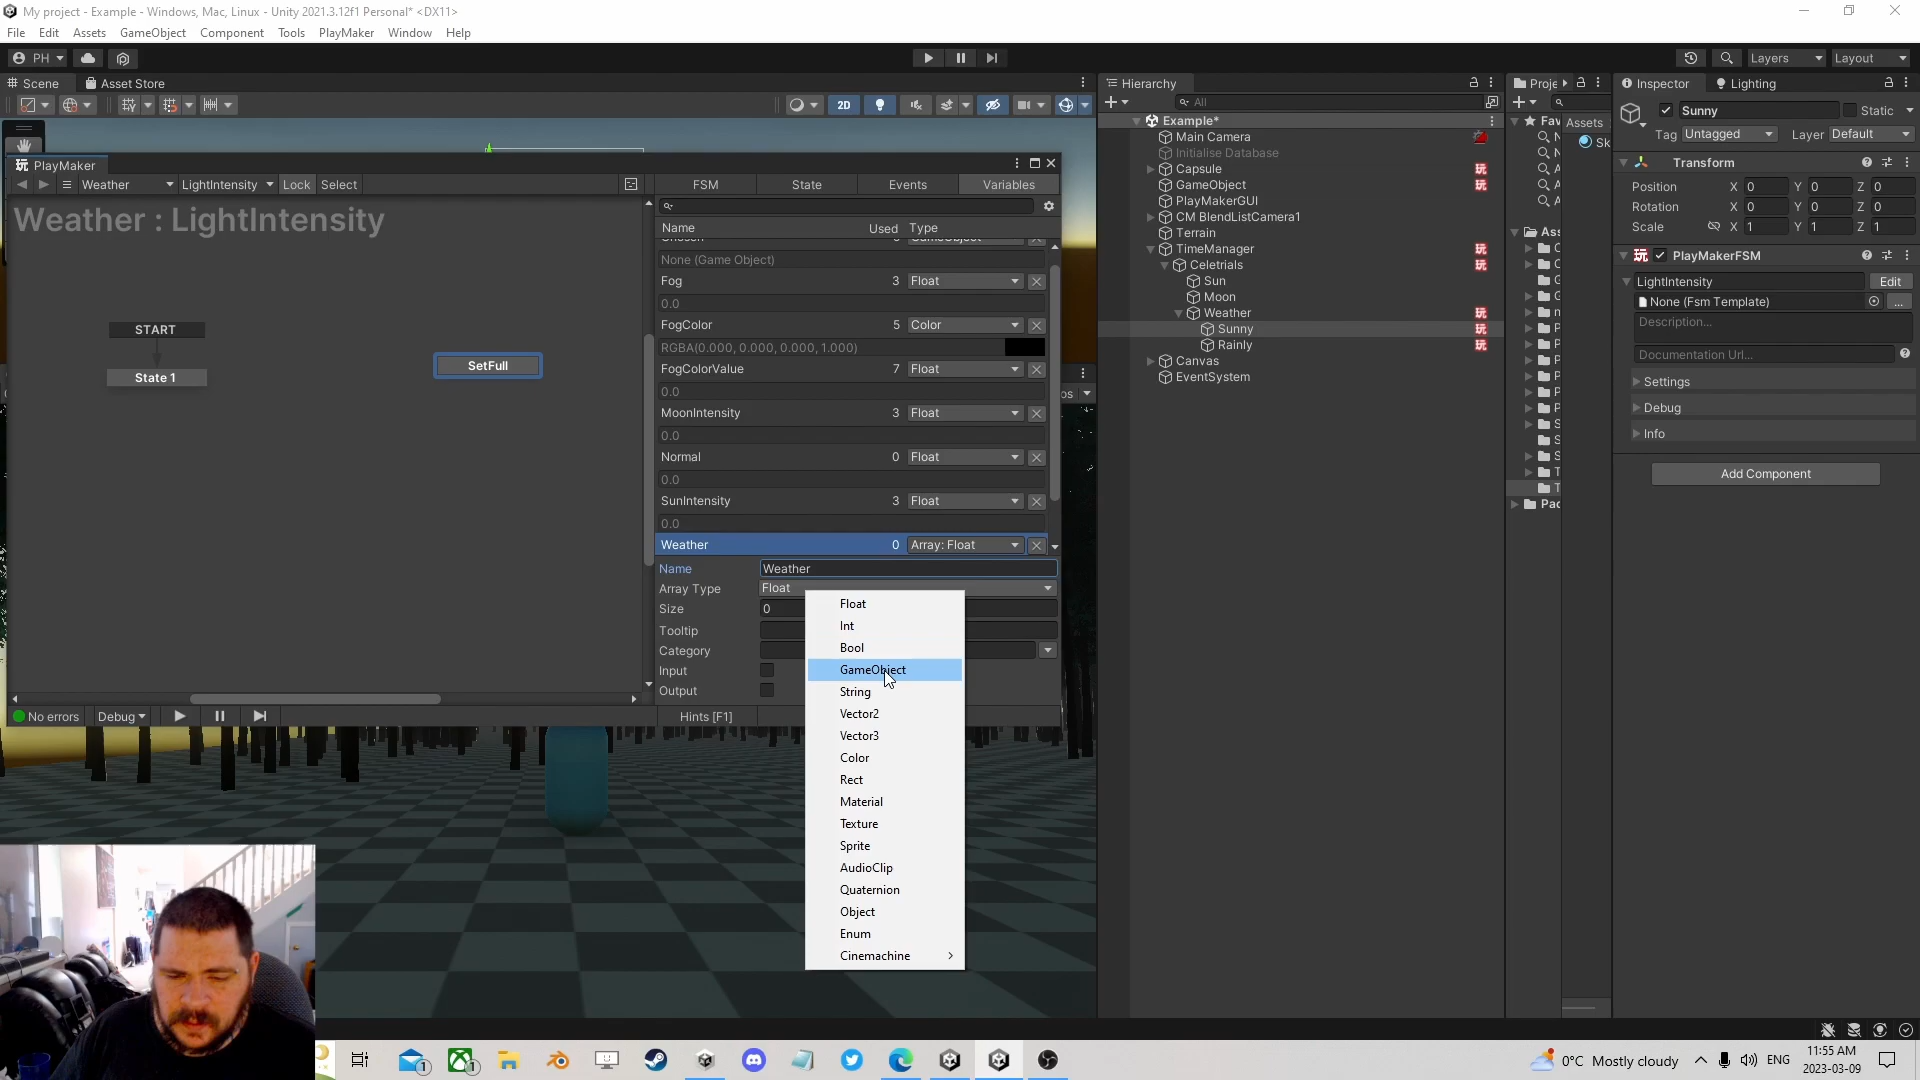 My project - Example - Windows, Mac, Linux - Unity 2021.3.12f1 Personal* <DX11>
File Edit Assets GameObject Component Tools PlayMaker Window Help
PH Layers Layout
Scene Asset Store
2D
PlayMaker
Weather LightIntensity Lock Select
Weather : LightIntensity
START
State 1
SetFull
FSM State Events Variables
Name Used Type
None (Game Object)
Fog 3 Float
0.0
FogColor 5 Color
RGBA(0.000, 0.000, 0.000, 1.000)
FogColorValue 7 Float
0.0
MoonIntensity 3 Float
0.0
Normal 0 Float
0.0
SunIntensity 3 Float
0.0
Weather 0 Array: Float
Name Weather
Array Type Float
Size 0
Tooltip
Category
Input
Output
Hints [F1]
No errors Debug
Float
Int
Bool
GameObject
String
Vector2
Vector3
Color
Rect
Material
Texture
Sprite
AudioClip
Quaternion
Object
Enum
Cinemachine
Hierarchy
All
Example*
Main Camera
Initialise Database
Capsule
GameObject
PlayMakerGUI
CM BlendListCamera1
Terrain
TimeManager
Celetrials
Sun
Moon
Weather
Sunny
Rainly
Canvas
EventSystem
Proje
Fav
Ass
Pac
Assets
Sk
Inspector Lighting
Sunny Static
Tag Untagged Layer Default
Transform
Position X 0 Y 0 Z 0
Rotation X 0 Y 0 Z 0
Scale X 1 Y 1 Z 1
PlayMakerFSM
LightIntensity Edit
None (Fsm Template) ...
Description...
Documentation Url...
Settings
Debug
Info
Add Component
0°C Mostly cloudy ENG
11:55 AM
2023-03-09